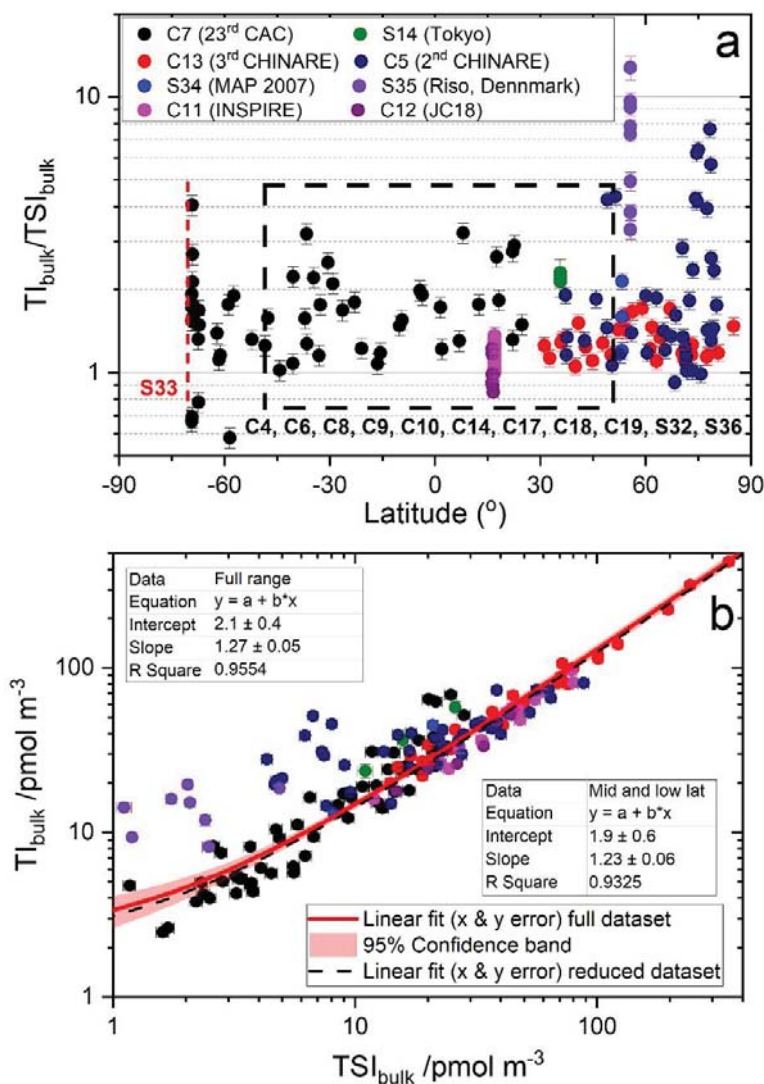 C7 (23rd CAC) S14 (Tokyo) a
C13 (3rd CHINARE) C5 (2nd CHINARE)
S34 (MAP 2007) S35 (Riso, Dennmark)
C11 (INSPIRE) C12 (JC18)
10
1
TIbulk/TSIbulk
S33
C4, C6, C8, C9, C10, C14, C17, C18, C19, S32, S36
-90 -60 -30 0 30 60 90
Latitude (°)
Data Full range b
Equation y = a + b*x
Intercept 2.1 ± 0.4
Slope 1.27 ± 0.05
R Square 0.9554
100
10
1
TIbulk /pmol m-3
Data Mid and low lat
Equation y = a + b*x
Intercept 1.9 ± 0.6
Slope 1.23 ± 0.06
R Square 0.9325
Linear fit (x & y error) full dataset
95% Confidence band
Linear fit (x & y error) reduced dataset
1 10 100
TSIbulk /pmol m-3